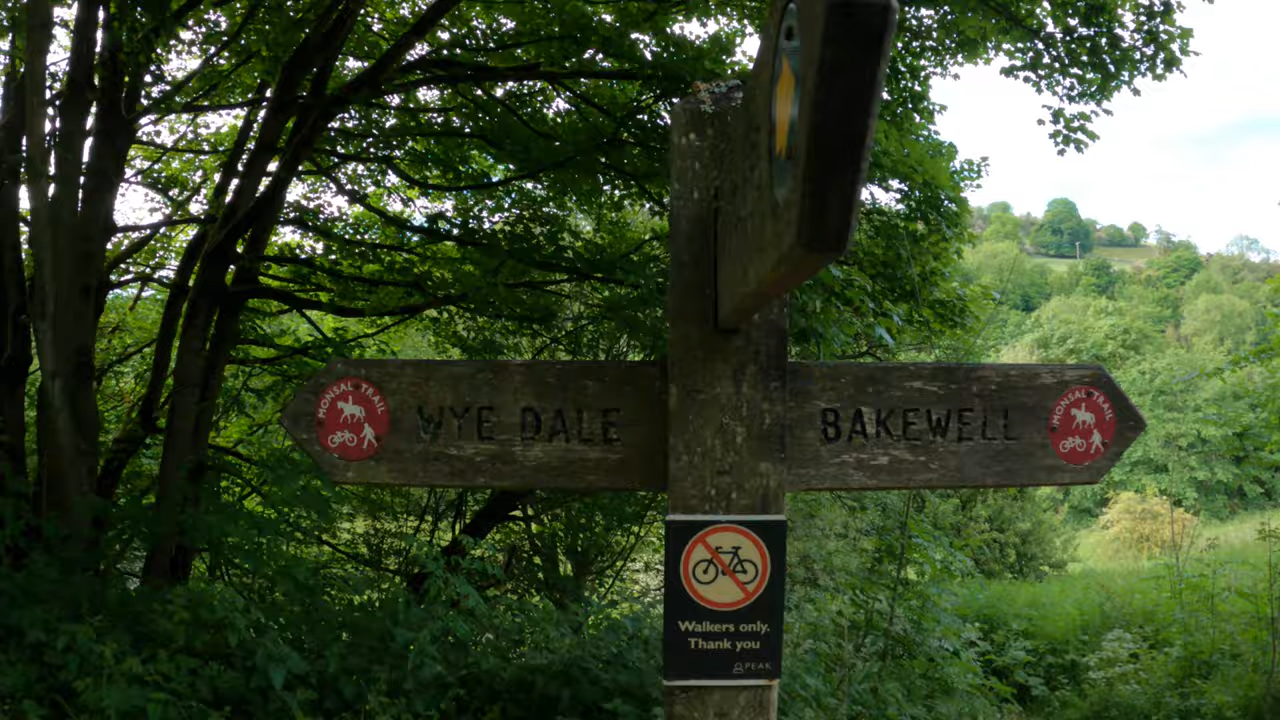 MONSAL TRAIL
WYE DALE
BAKEWELL
MONSAL TRAIL
Walkers only.
Thank you
PEAK